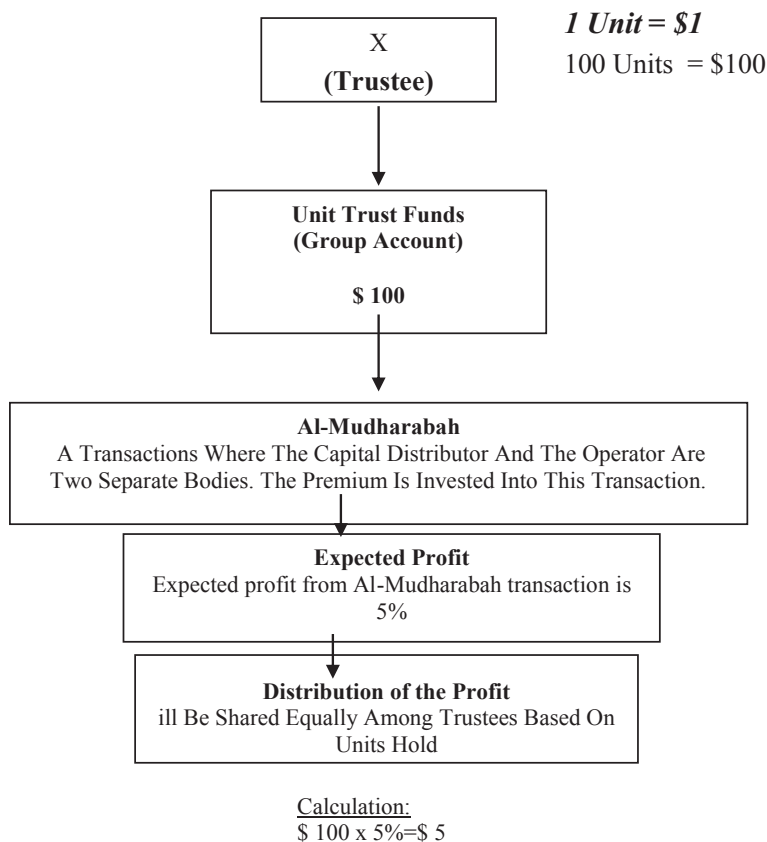 1 Unit = $1
100 Units = $100
X
(Trustee)
Unit Trust Funds
(Group Account)
$ 100
Al-Mudharabah
A Transactions Where The Capital Distributor And The Operator Are
Two Separate Bodies. The Premium Is Invested Into This Transaction.
Expected Profit
Expected profit from Al-Mudharabah transaction is
5%
Distribution of the Profit
ill Be Shared Equally Among Trustees Based On
Units Hold
Calculation:
$ 100 x 5%=$ 5